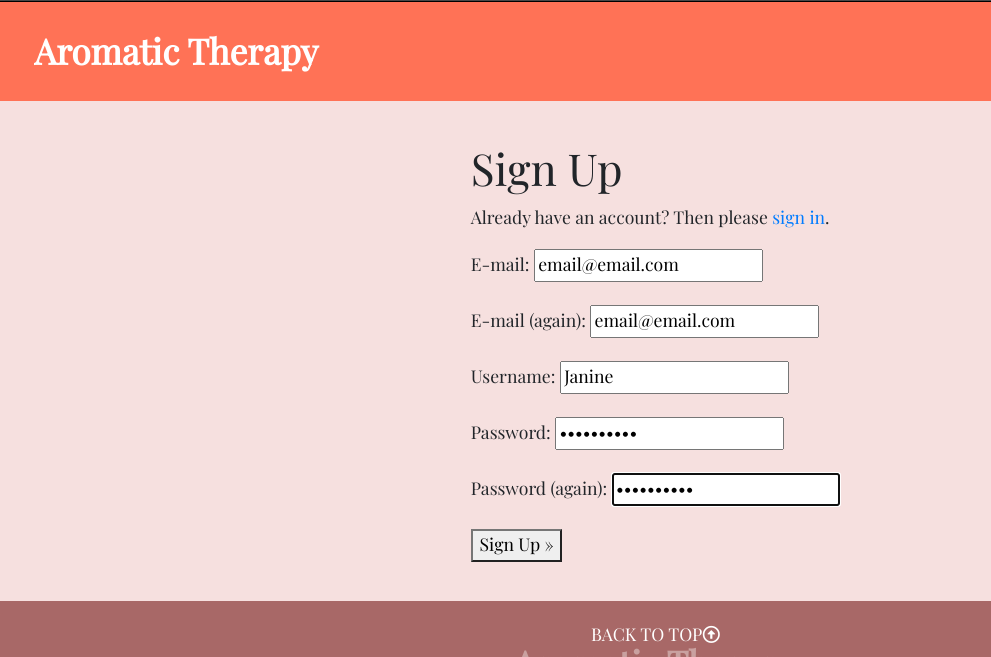 Aromatic Therapy
Sign Up
Already have an account? Then please sign in.
E-mail: email@email.com
E-mail (again): email@email.com
Username: Janine
Password: ••••••••••
Password (again): ••••••••••
Sign Up »
BACK TO TOP